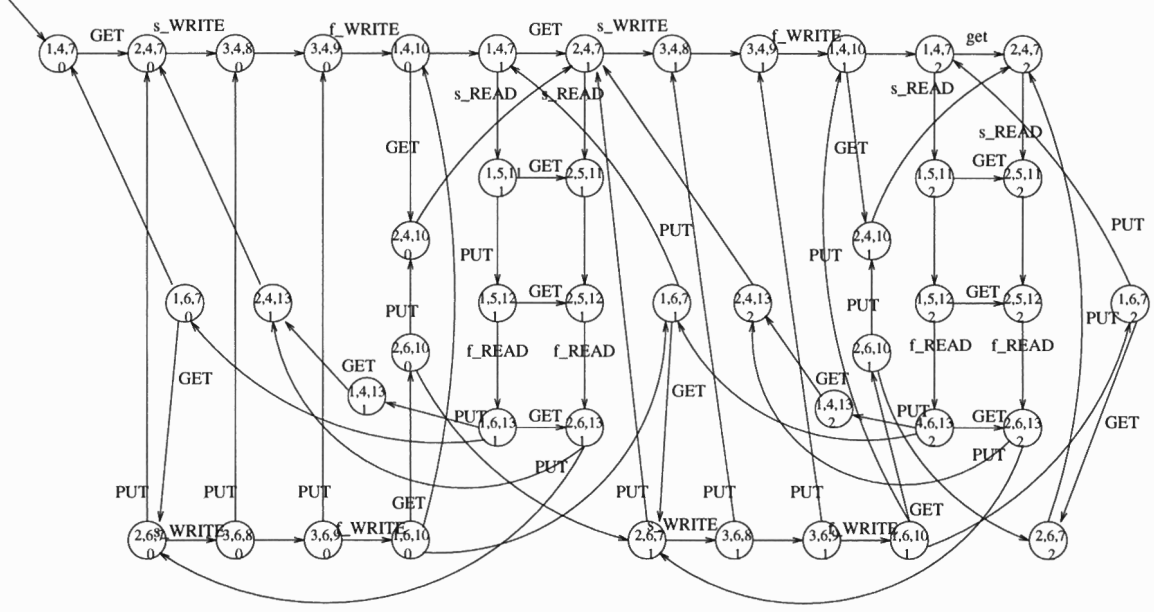 GET s_WRITE f_WRITE GET s_WRITE f_WRITE get
1,4,7 2,4,7 3,4,8 3,4,9 1,4,10 1,4,7 2,4,7 3,4,8 3,4,9 1,4,10 1,4,7 2,4,7
0 0 0 0 0 1 1 1 1 1 2 2
s_READ s_READ s_READ
s_READ
GET GET
GET GET
1,5,11 2,5,11 1,5,11 2,5,11
1 1 2 2
PUT PUT
2,4,10 2,4,10
0 1
PUT PUT
GET GET
1,6,7 2,4,13 1,5,12 2,5,12 1,6,7 2,4,13 1,5,12 2,5,12 1,6,7
0 1 1 1 1 2 2 2 2
PUT PUT PUT
f_READ f_READ f_READ f_READ
2,6,10 2,6,10
0 1
GET GET GET GET
1,4,13 1,4,13
1 2
PUT GET PUT GET GET
1,6,13 2,6,13 4,6,13 2,6,13
1 1 2 2
PUT PUT
PUT PUT PUT GET PUT PUT PUT GET
s_WRITE f_WRITE s_WRITE f_WRITE
2,6,7 3,6,8 3,6,9 1,6,10 2,6,7 3,6,8 3,6,9 1,6,10 2,6,7
0 0 0 0 1 1 1 1 2